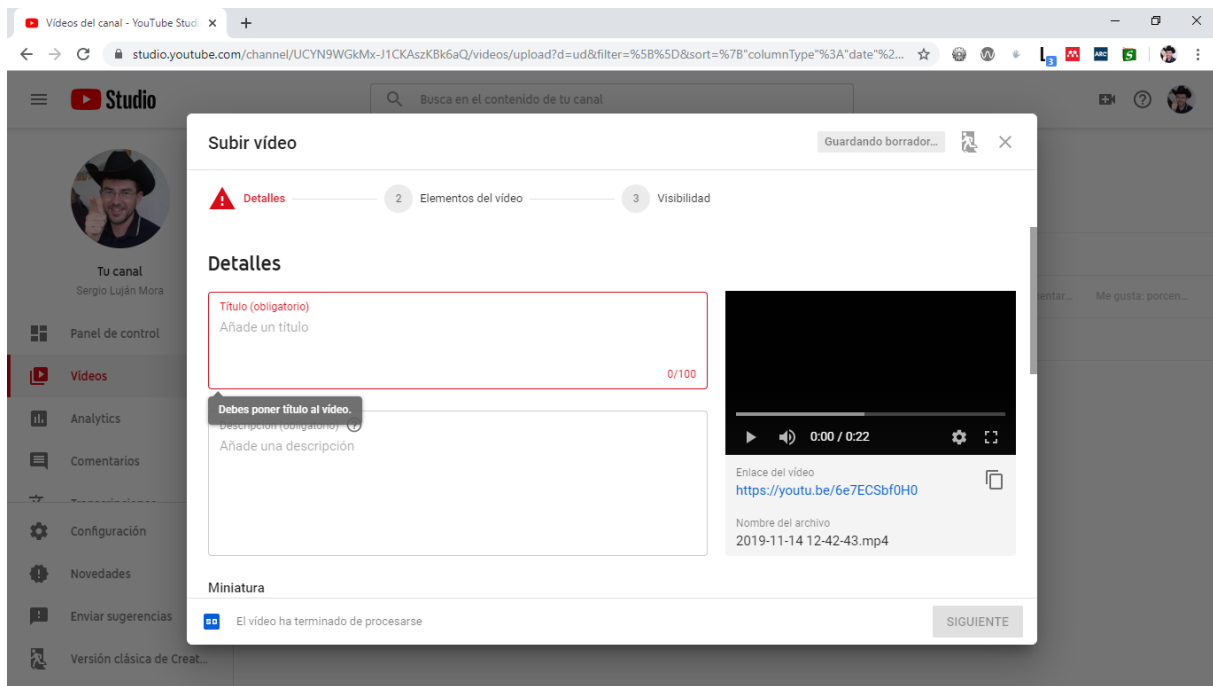 Vídeos del canal - YouTube Studi
studio.youtube.com/channel/UCYN9WGkMx-J1CKAszKBk6aQ/videos/upload?d=ud&filter=%5B%5D&sort=%7B"columnType"%3A"date"%2...
3
ABC
S
Studio
Busca en el contenido de tu canal
Subir vídeo
Guardando borrador...
Detalles
2 Elementos del vídeo
3 Visibilidad
Detalles
Título (obligatorio)
Añade un título
0/100
Debes poner título al vídeo.
Descripción (obligatorio)
Añade una descripción
Miniatura
0:00 / 0:22
Enlace del vídeo
https://youtu.be/6e7ECSbf0H0
Nombre del archivo
2019-11-14 12-42-43.mp4
SD El vídeo ha terminado de procesarse
SIGUIENTE
Tu canal
Sergio Luján Mora
Panel de control
Vídeos
Analytics
Comentarios
Transcripciones
Configuración
Novedades
Enviar sugerencias
Versión clásica de Creat...
Me gusta: porcen...